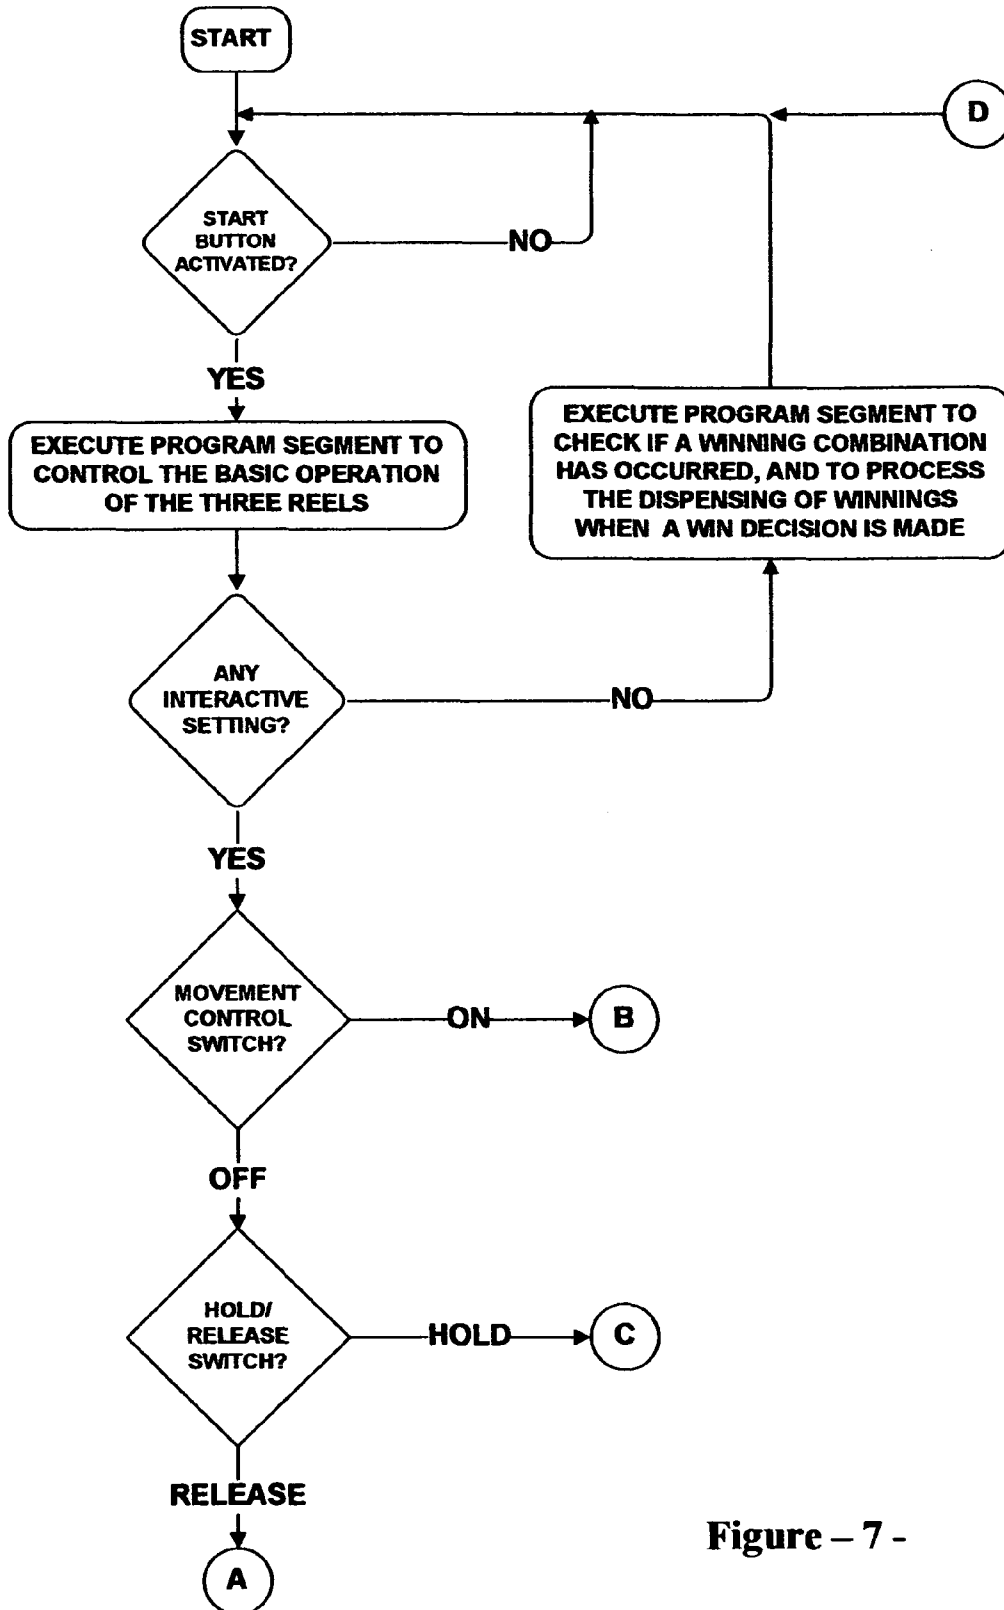 START
D
START
BUTTON
ACTIVATED?
NO
YES
EXECUTE PROGRAM SEGMENT TO
CONTROL THE BASIC OPERATION
OF THE THREE REELS
EXECUTE PROGRAM SEGMENT TO
CHECK IF A WINNING COMBINATION
HAS OCCURRED, AND TO PROCESS
THE DISPENSING OF WINNINGS
WHEN A WIN DECISION IS MADE
ANY
INTERACTIVE
SETTING?
NO
YES
MOVEMENT
CONTROL
SWITCH?
ON
B
OFF
HOLD/
RELEASE
SWITCH?
HOLD
C
RELEASE
A
Figure – 7 -